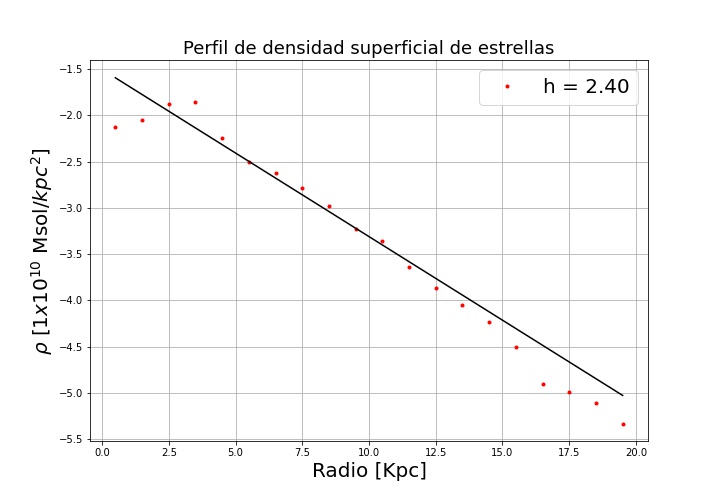 Perfil de densidad superficial de estrellas
h = 2.40
−1.5
−2.0
−2.5
−3.0
−3.5
−4.0
−4.5
−5.0
−5.5
ρ [1x10^{10} Msol/kpc^2]
0.0 2.5 5.0 7.5 10.0 12.5 15.0 17.5 20.0
Radio [Kpc]